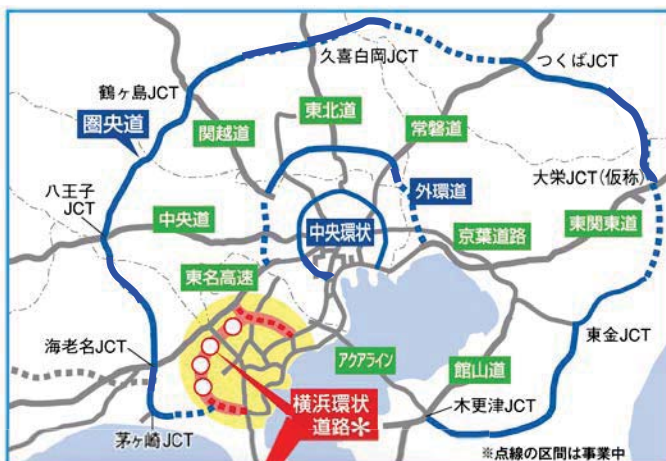 久喜白岡JCT
つくばJCT
鶴ヶ島JCT
東北道
圏央道
関越道
常磐道
八王子
JCT
外環道
大栄JCT(仮称)
中央道
中央環状
京葉道路
東関東道
東名高速
海老名JCT
アクアライン
館山道
東金JCT
横浜環状
道路＊
木更津JCT
茅ヶ崎JCT
※点線の区間は事業中